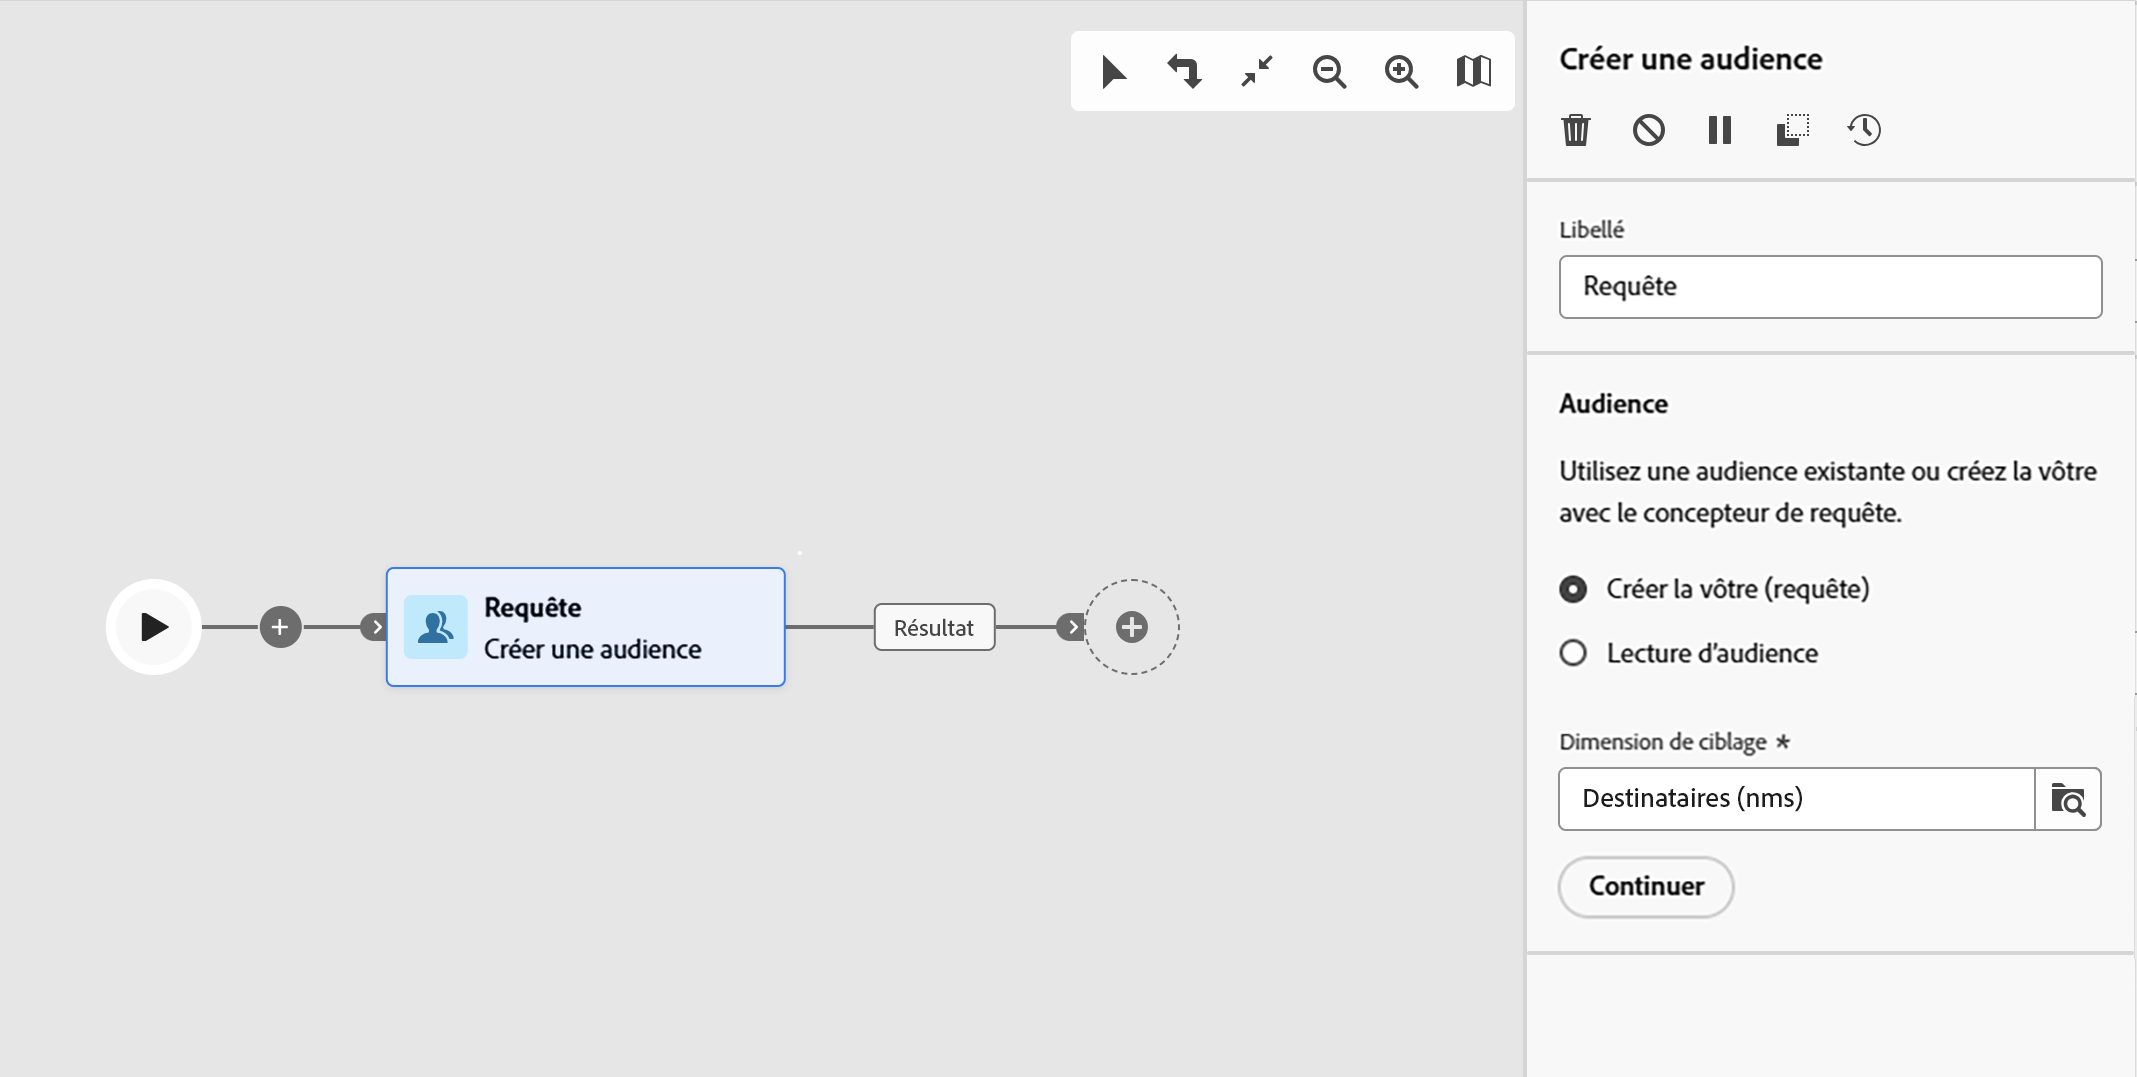 Requête
Créer une audience
Résultat
Créer une audience
Libellé
Requête
Audience
Utilisez une audience existante ou créez la vôtre
avec le concepteur de requête.
Créer la vôtre (requête)
Lecture d’audience
Dimension de ciblage *
Destinataires (nms)
Continuer